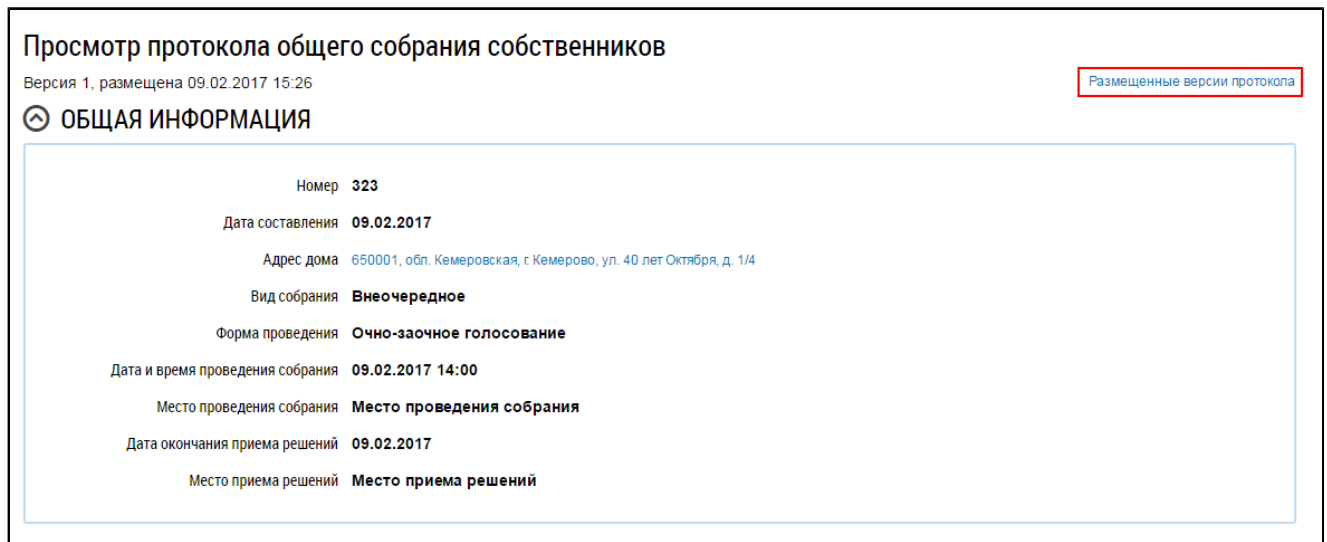 Просмотр протокола общего собрания собственников
Версия 1, размещена 09.02.2017 15:26
Размещенные версии протокола
ОБЩАЯ ИНФОРМАЦИЯ
Номер 323
Дата составления 09.02.2017
Адрес дома 650001, обл. Кемеровская, г. Кемерово, ул. 40 лет Октября, д. 1/4
Вид собрания Внеочередное
Форма проведения Очно-заочное голосование
Дата и время проведения собрания 09.02.2017 14:00
Место проведения собрания Место проведения собрания
Дата окончания приема решений 09.02.2017
Место приема решений Место приема решений